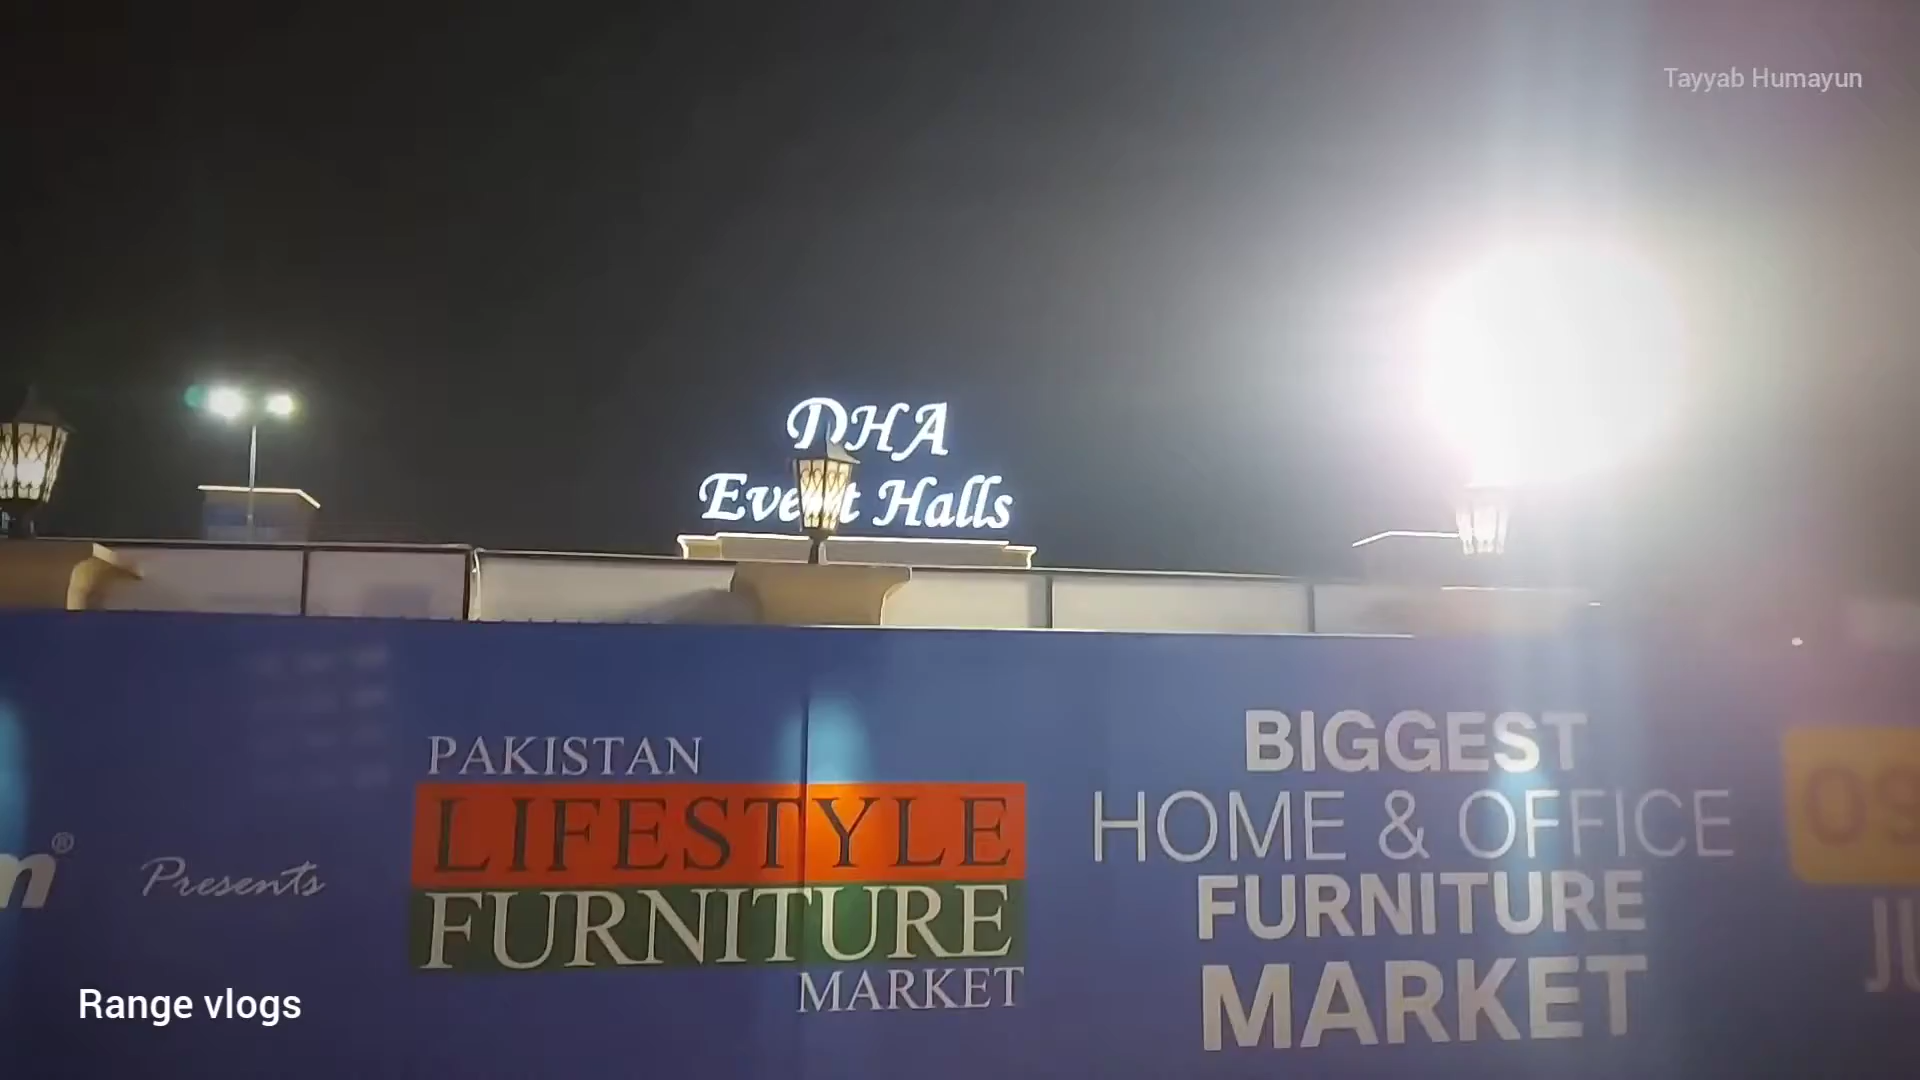 Tayyab Humayun
DHA
Event Halls
Presents
PAKISTAN
LIFESTYLE
FURNITURE
MARKET
BIGGEST
HOME & OFFICE
FURNITURE
MARKET
Range vlogs